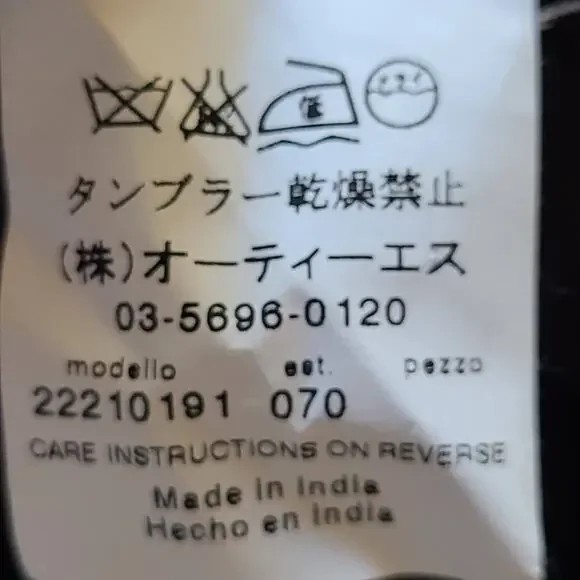 低
タンブラー乾燥禁止
(株)オーティーエス
03-5696-0120
modello est. pezzo
22210191 070
CARE INSTRUCTIONS ON REVERSE
Made in India
Hecho en India